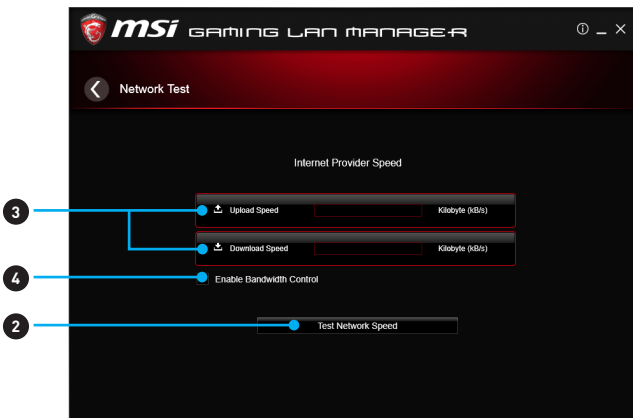 msi GAMING LAN MANAGER
Network Test
Internet Provider Speed
3
Upload Speed Kilobyte (kB/s)
Download Speed Kilobyte (kB/s)
4
Enable Bandwidth Control
2
Test Network Speed